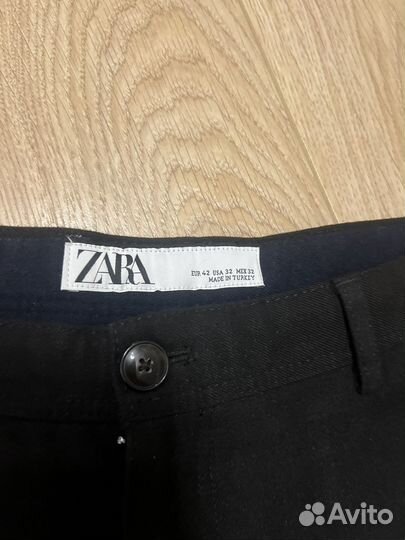 ZARA
EUR 42 USA 32 MEX 32
MADE IN TURKEY
Avito